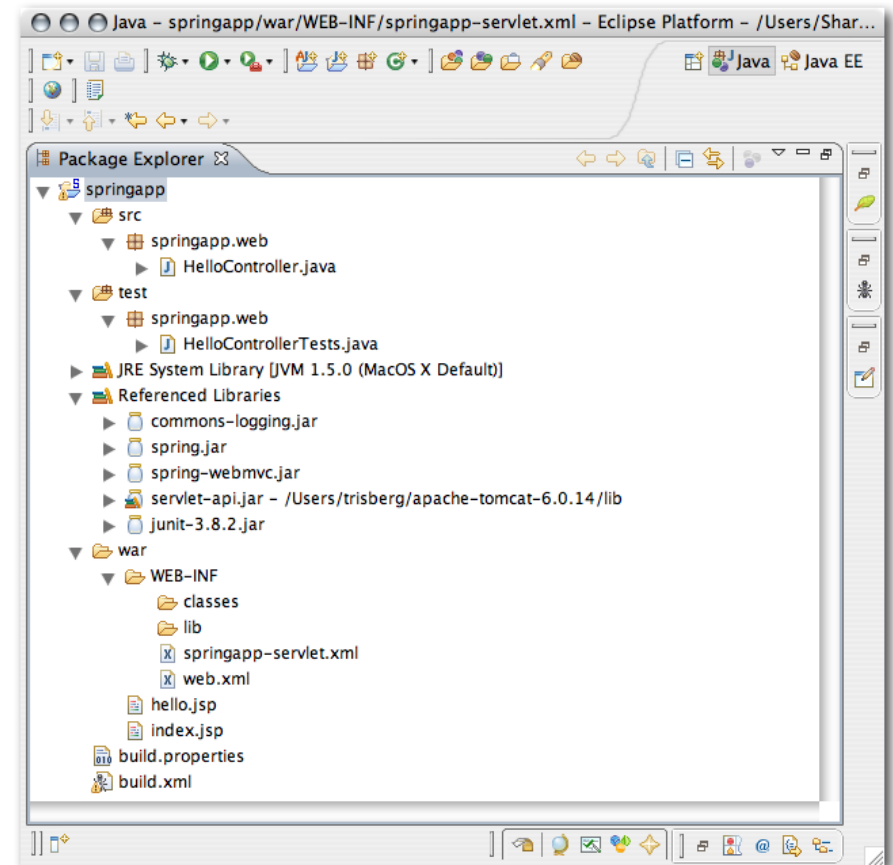 Java – springapp/war/WEB-INF/springapp-servlet.xml – Eclipse Platform – /Users/Shar...
Java
Java EE
Package Explorer
springapp
src
springapp.web
HelloController.java
test
springapp.web
HelloControllerTests.java
JRE System Library [JVM 1.5.0 (MacOS X Default)]
Referenced Libraries
commons-logging.jar
spring.jar
spring-webmvc.jar
servlet-api.jar – /Users/trisberg/apache-tomcat-6.0.14/lib
junit-3.8.2.jar
war
WEB-INF
classes
lib
springapp-servlet.xml
web.xml
hello.jsp
index.jsp
build.properties
build.xml